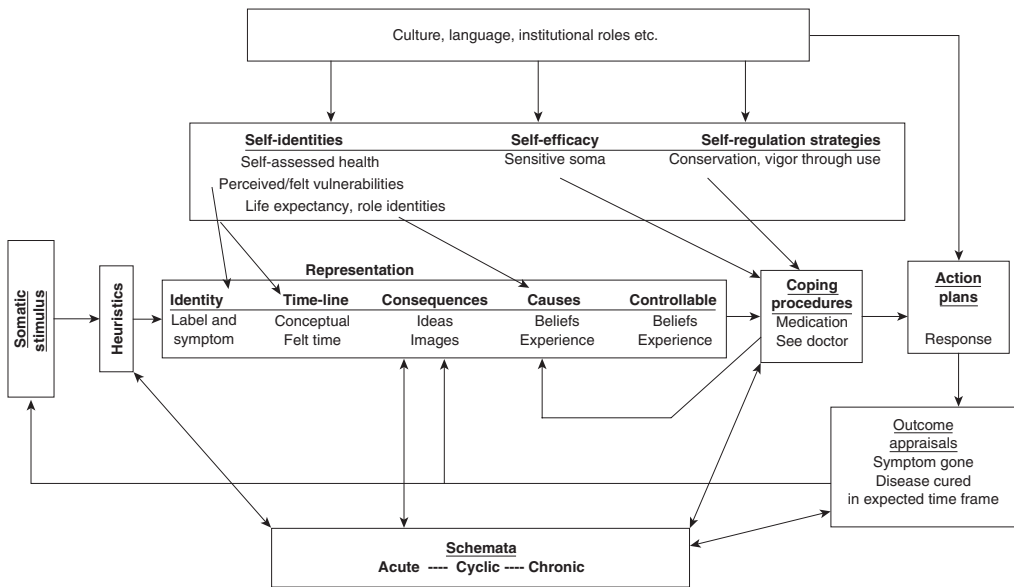 Culture, language, institutional roles etc.
Self-identities Self-efficacy Self-regulation strategies
Self-assessed health Sensitive soma Conservation, vigor through use
Perceived/felt vulnerabilities
Life expectancy, role identities
Somatic
stimulus
Heuristics
Representation
Identity Time-line Consequences Causes Controllable
Label and Conceptual Ideas Beliefs Beliefs
symptom Felt time Images Experience Experience
Coping
procedures
Medication
See doctor
Action
plans
Response
Outcome
appraisals
Symptom gone
Disease cured
in expected time frame
Schemata
Acute ---- Cyclic ---- Chronic